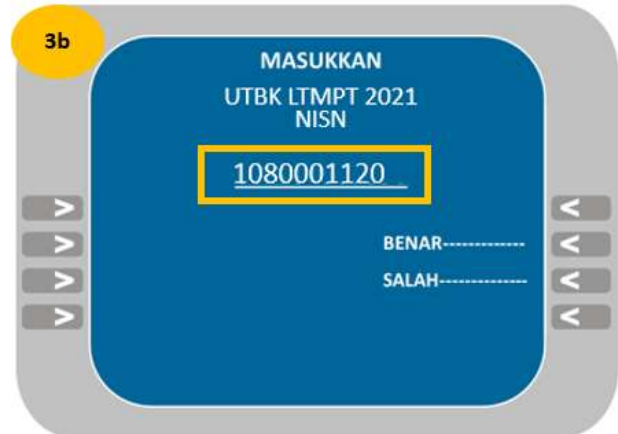 3b
MASUKKAN
UTBK LTMPT 2021
NISN
1080001120
> <
> BENAR------------- <
> SALAH-------------- <
> <